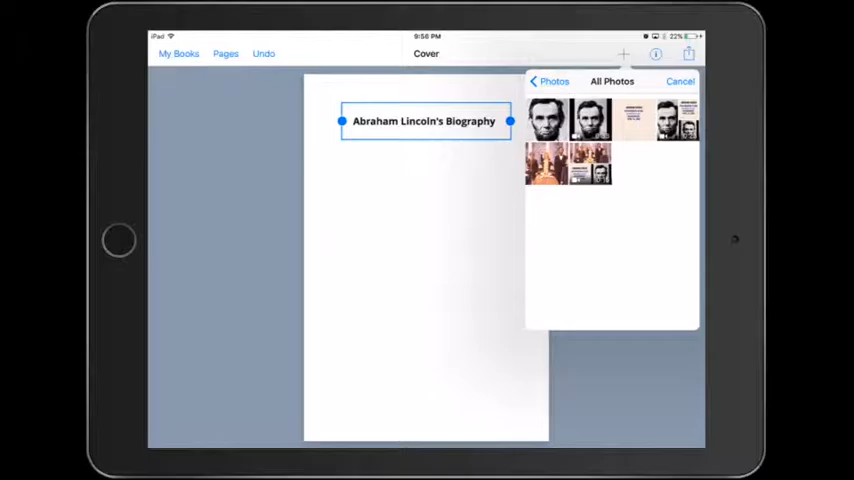 iPad 9:56 PM 22%
My Books Pages Undo Cover
Photos All Photos Cancel
Abraham Lincoln's Biography